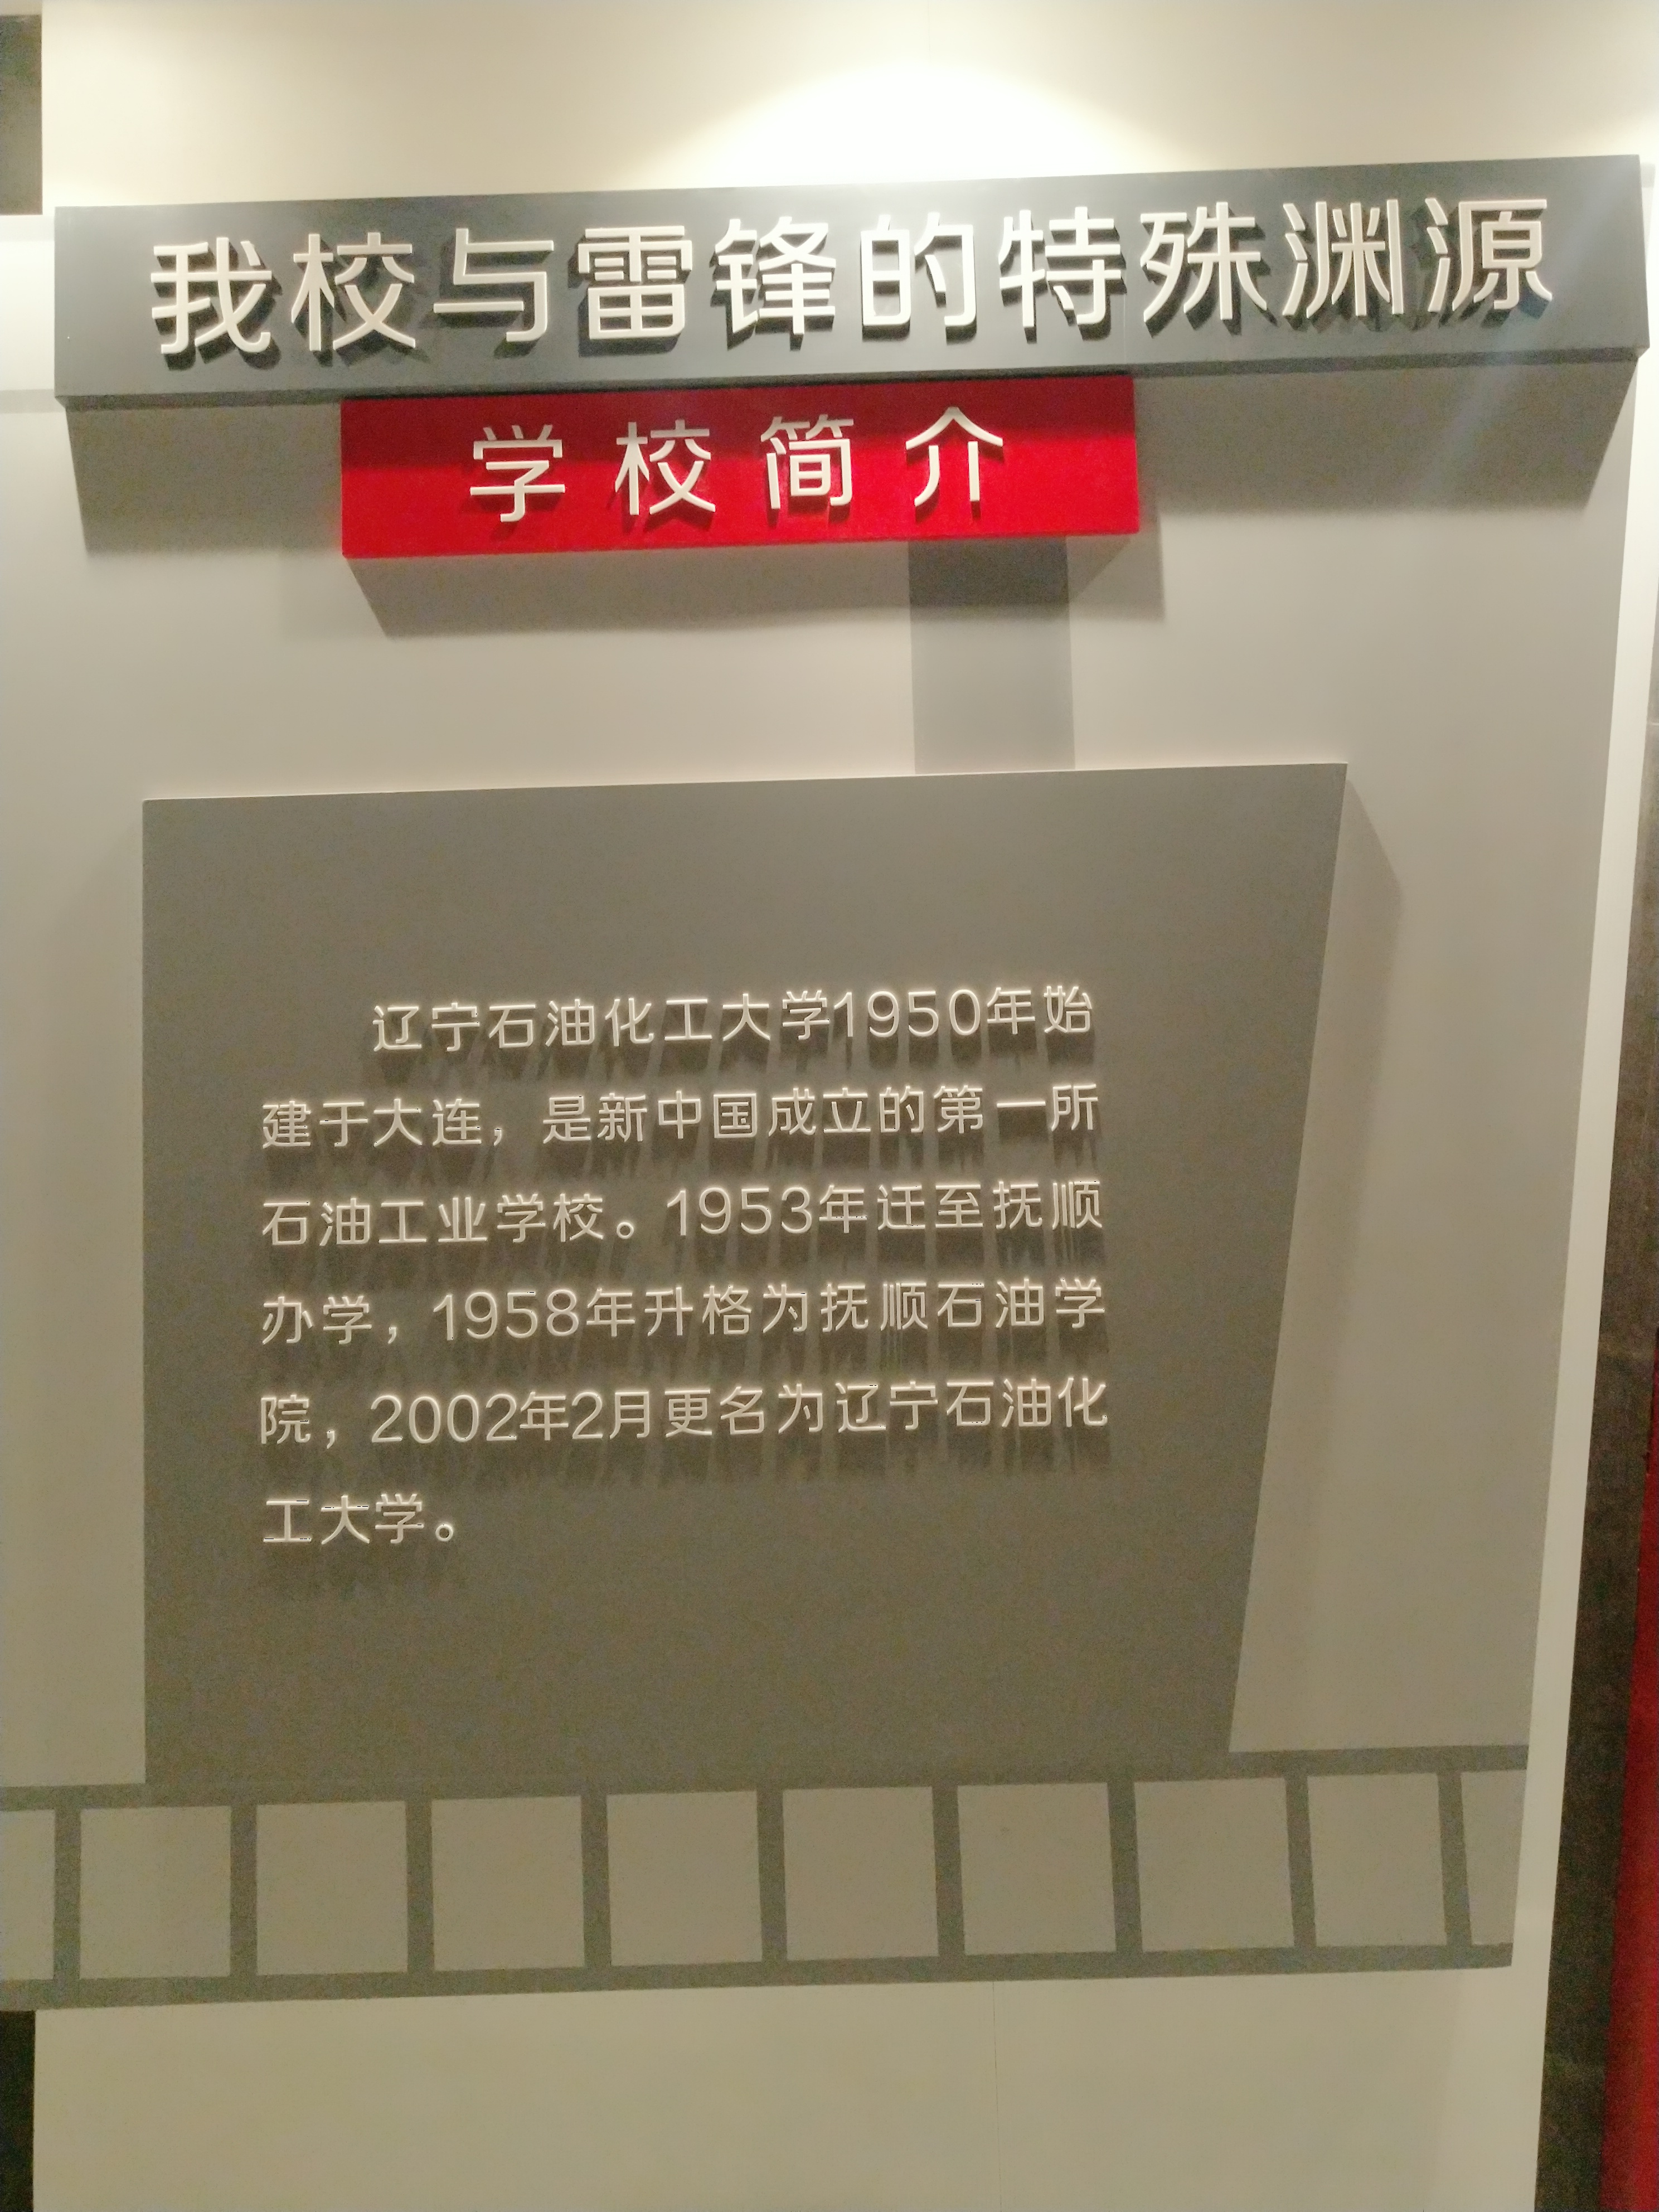 我校与雷锋的特殊渊源
学校简介
辽宁石油化工大学1950年始
建于大连，是新中国成立的第一所
石油工业学校。1953年迁至抚顺
办学，1958年升格为抚顺石油学
院，2002年2月更名为辽宁石油化
工大学。